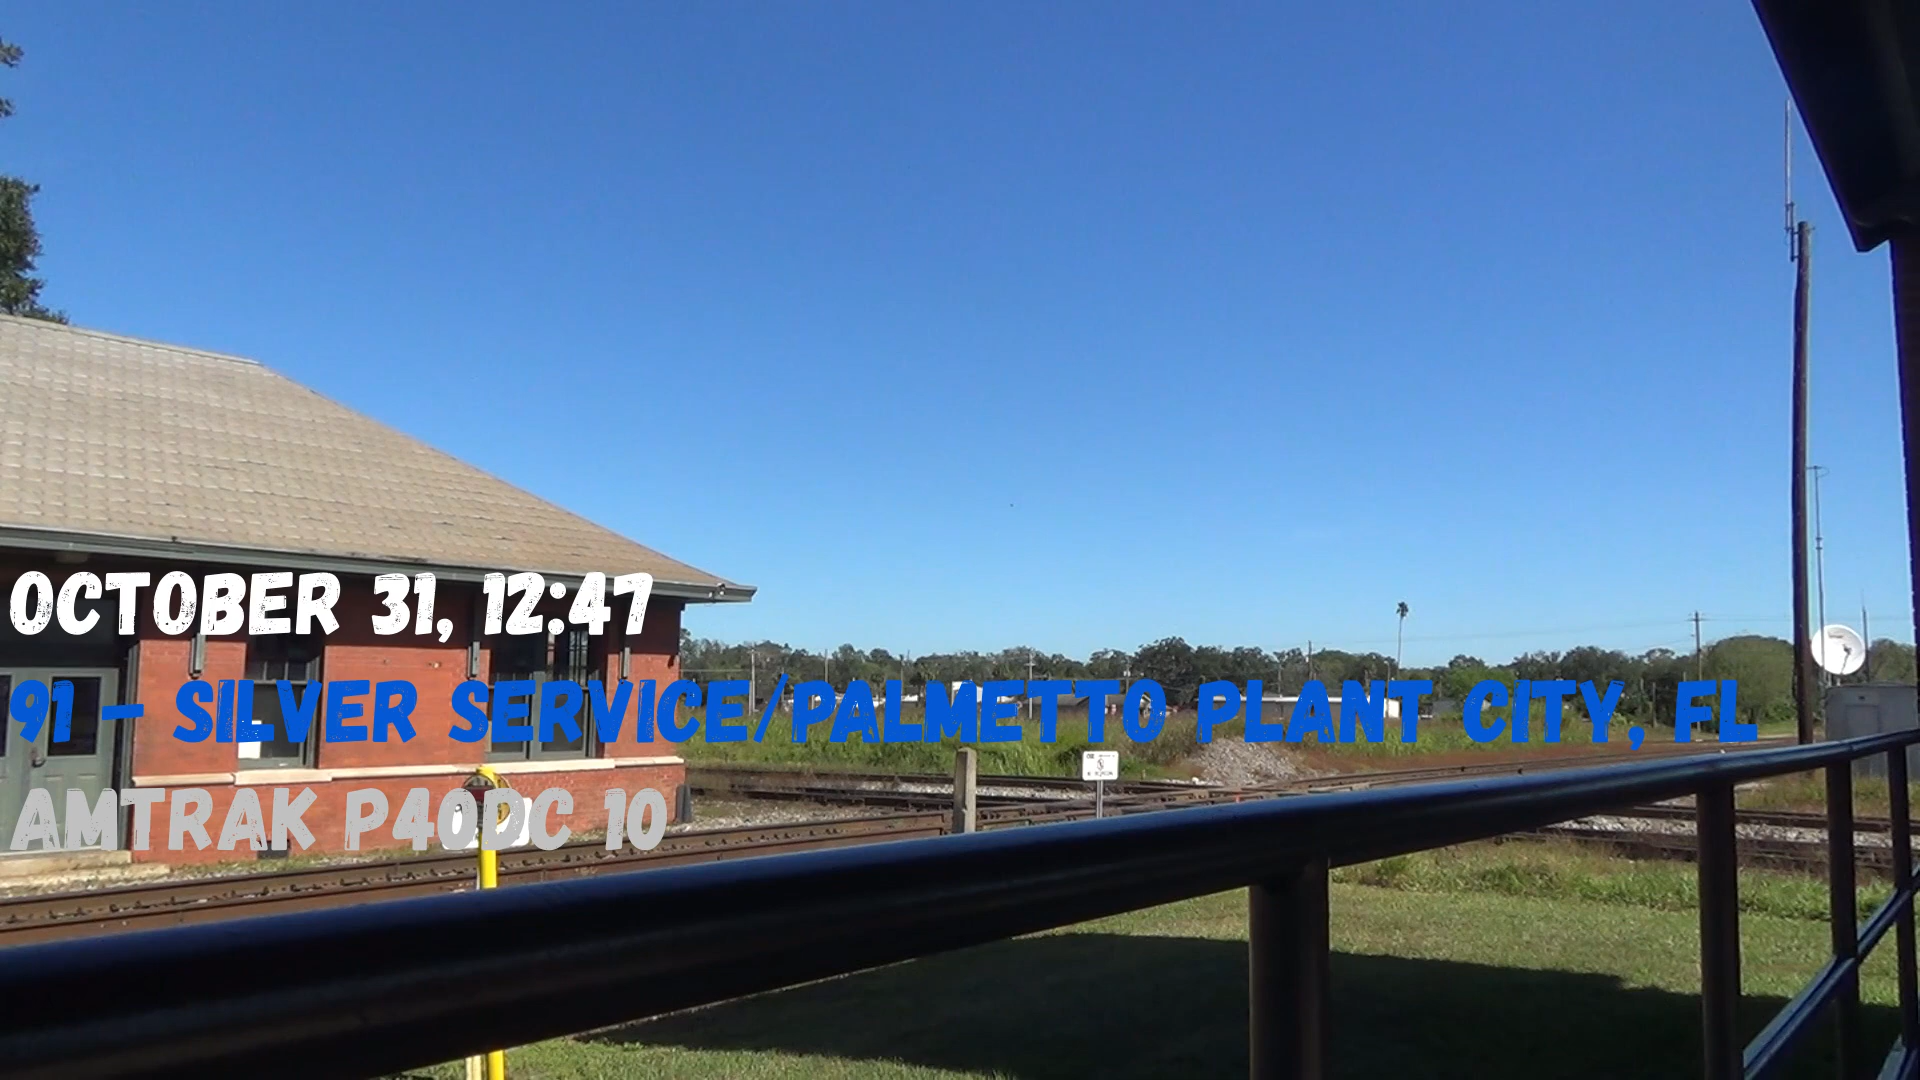 OCTOBER 31, 12:47
91 – SILVER SERVICE/PALMETTO PLANT CITY, FL
AMTRAK P40DC 10